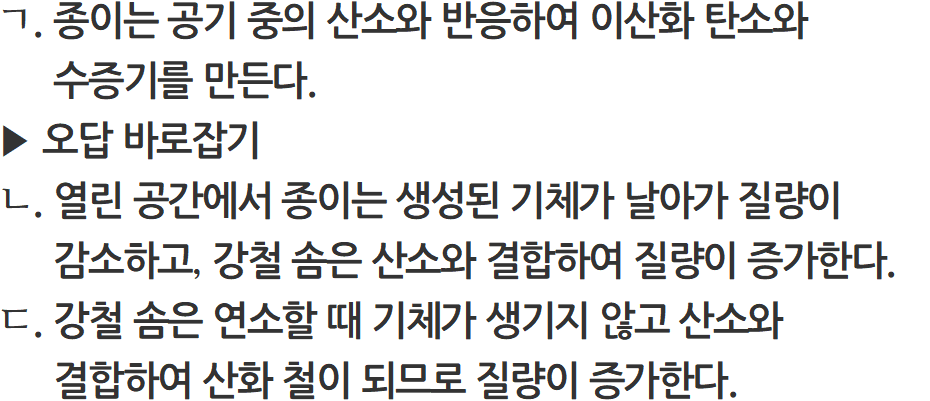 ㄱ. 종이는 공기 중의 산소와 반응하여 이산화 탄소와
수증기를 만든다.
▶ 오답 바로잡기
ㄴ. 열린 공간에서 종이는 생성된 기체가 날아가 질량이
감소하고, 강철 솜은 산소와 결합하여 질량이 증가한다.
ㄷ. 강철 솜은 연소할 때 기체가 생기지 않고 산소와
결합하여 산화 철이 되므로 질량이 증가한다.